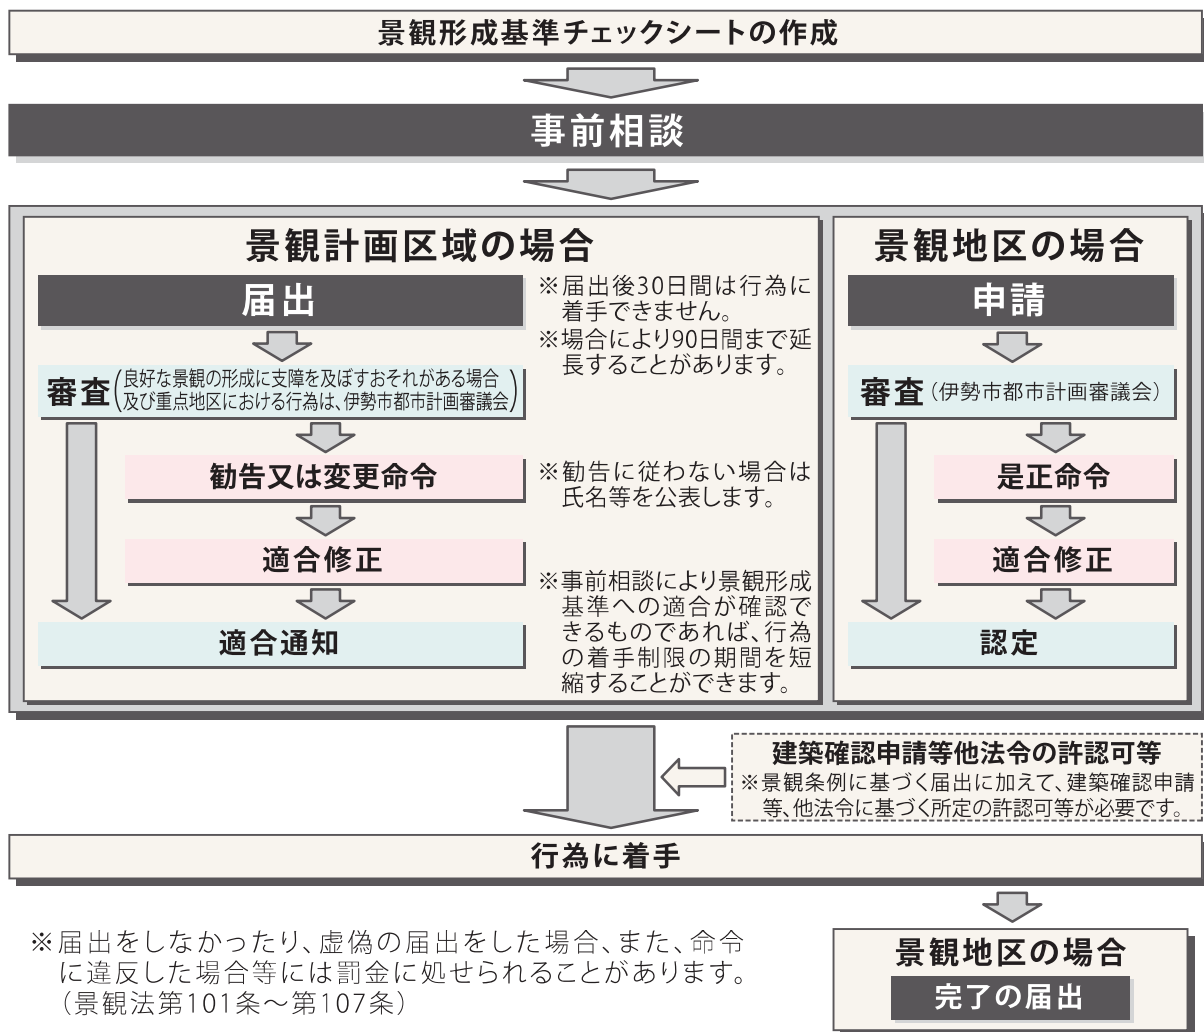 景観形成基準チェックシートの作成
事前相談
景観計画区域の場合
届出
※届出後30日間は行為に
着手できません。
※場合により90日間まで延
長することがあります。
審査(良好な景観の形成に支障を及ぼすおそれがある場合
及び重点地区における行為は、伊勢市都市計画審議会)
勧告又は変更命令
※勧告に従わない場合は
氏名等を公表します。
適合修正
※事前相談により景観形成
基準への適合が確認で
きるものであれば、行為
の着手制限の期間を短
縮することができます。
適合通知
景観地区の場合
申請
審査(伊勢市都市計画審議会)
是正命令
適合修正
認定
建築確認申請等他法令の許認可等
※景観条例に基づく届出に加えて、建築確認申請
等、他法令に基づく所定の許認可等が必要です。
行為に着手
※届出をしなかったり、虚偽の届出をした場合、また、命令
に違反した場合等には罰金に処せられることがあります。
(景観法第101条～第107条)
景観地区の場合
完了の届出